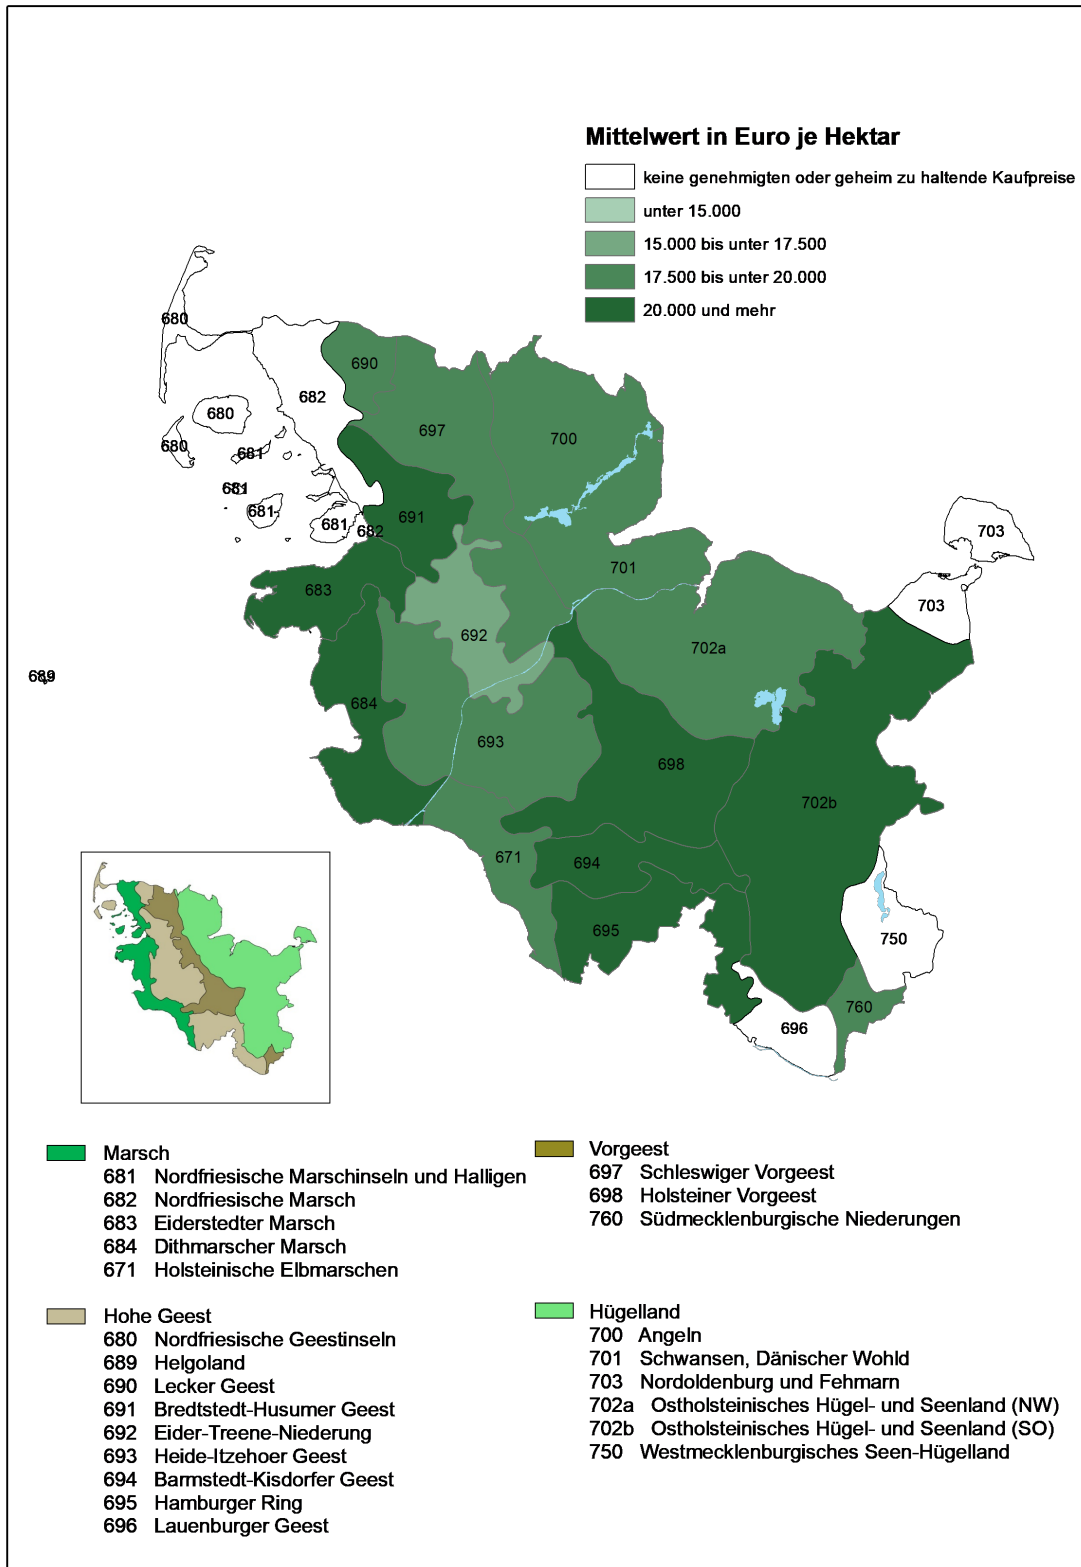 Mittelwert in Euro je Hektar
keine genehmigten oder geheim zu haltende Kaufpreise
unter 15.000
15.000 bis unter 17.500
17.500 bis unter 20.000
20.000 und mehr
680
690
682
680
697
700
680
681
681
681
681
682
691
703
701
683
703
692
702a
689
684
693
698
702b
671
694
695
750
760
696
Marsch
681 Nordfriesische Marschinseln und Halligen
682 Nordfriesische Marsch
683 Eiderstedter Marsch
684 Dithmarscher Marsch
671 Holsteinische Elbmarschen
Hohe Geest
680 Nordfriesische Geestinseln
689 Helgoland
690 Lecker Geest
691 Bredtstedt-Husumer Geest
692 Eider-Treene-Niederung
693 Heide-Itzehoer Geest
694 Barmstedt-Kisdorfer Geest
695 Hamburger Ring
696 Lauenburger Geest
Vorgeest
697 Schleswiger Vorgeest
698 Holsteiner Vorgeest
760 Südmecklenburgische Niederungen
Hügelland
700 Angeln
701 Schwansen, Dänischer Wohld
703 Nordoldenburg und Fehmarn
702a Ostholsteinisches Hügel- und Seenland (NW)
702b Ostholsteinisches Hügel- und Seenland (SO)
750 Westmecklenburgisches Seen-Hügelland